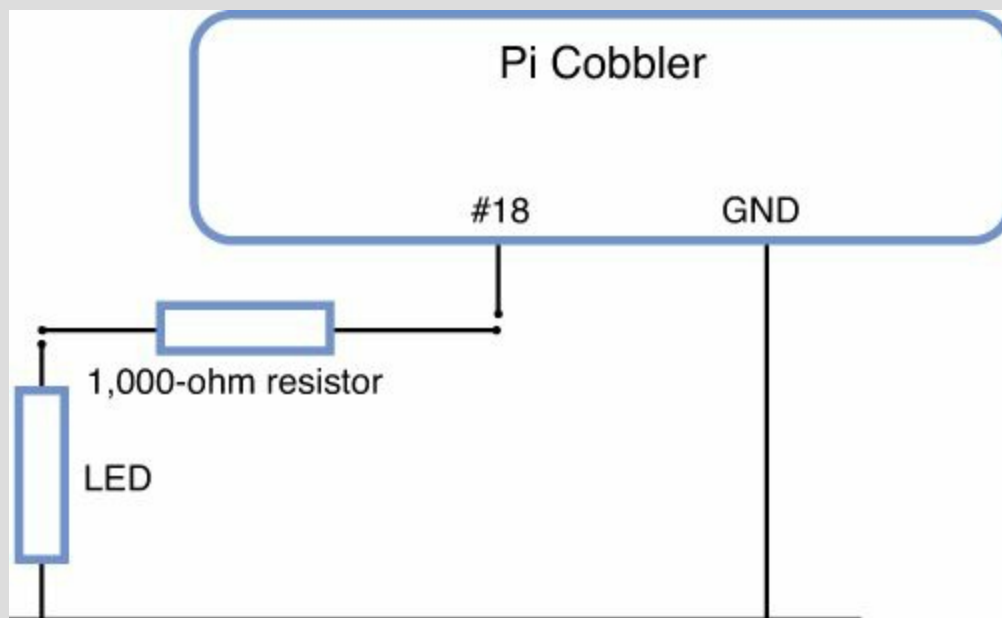 Pi Cobbler
#18 GND
1,000-ohm resistor
LED